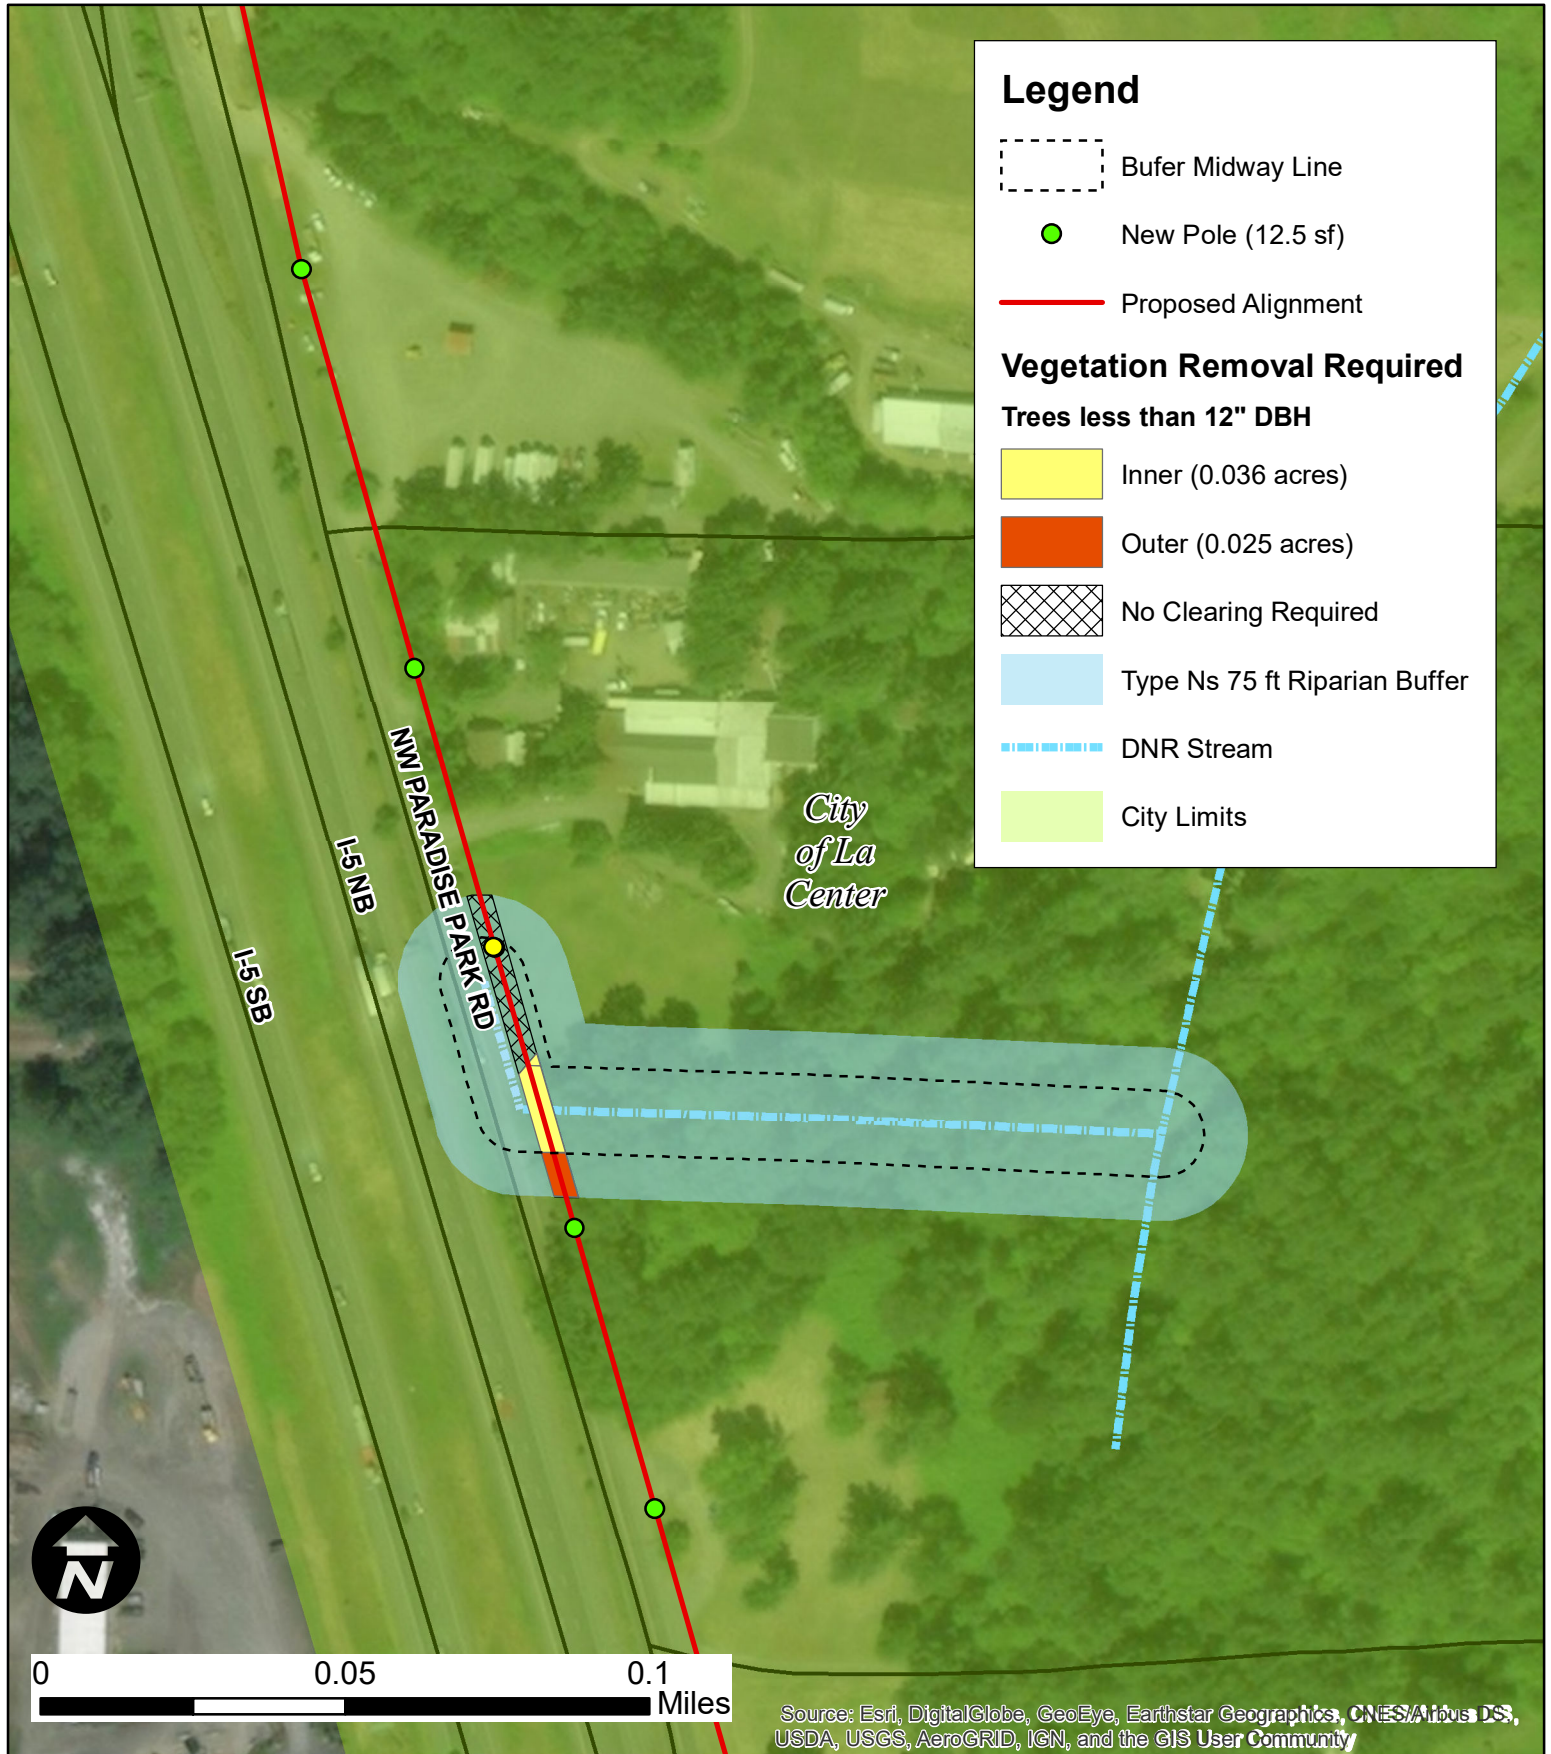 Legend
Bufer Midway Line
New Pole (12.5 sf)
Proposed Alignment
Vegetation Removal Required
Trees less than 12" DBH
Inner (0.036 acres)
Outer (0.025 acres)
No Clearing Required
Type Ns 75 ft Riparian Buffer
DNR Stream
City Limits
NW PARADISE PARK RD
I-5 NB
I-5 SB
City
of La
Center
N
0 0.05 0.1
Miles
Source: Esri, DigitalGlobe, GeoEye, Earthstar Geographics, CNES/Airbus DS,
USDA, USGS, AeroGRID, IGN, and the GIS User Community